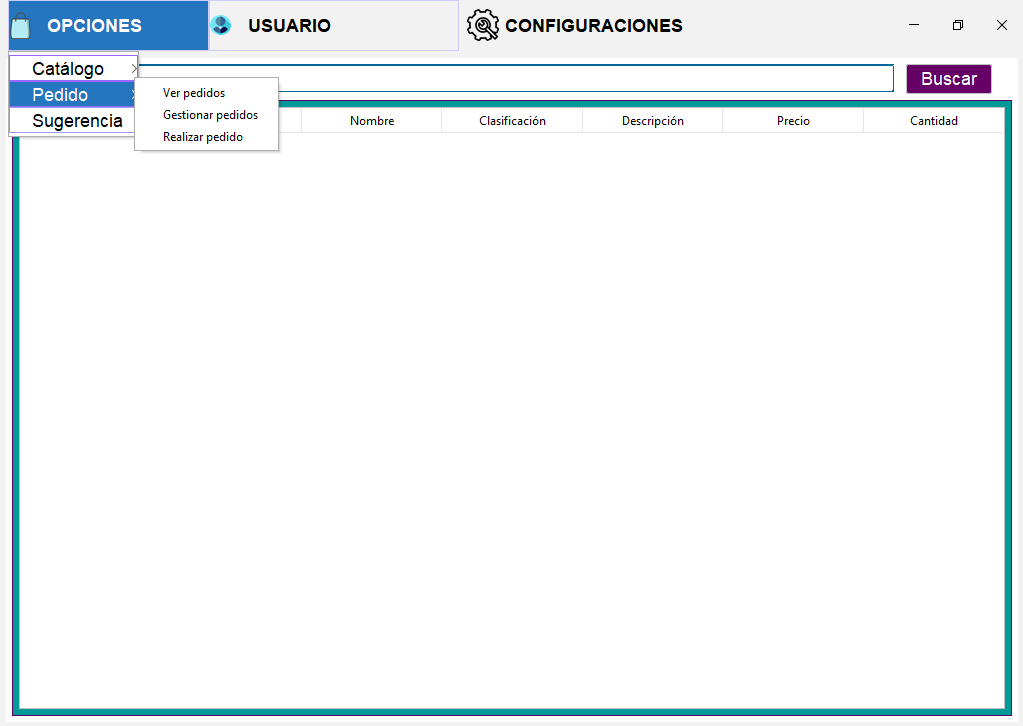 OPCIONES
USUARIO
CONFIGURACIONES
Catálogo
Pedido
Sugerencia
Ver pedidos
Gestionar pedidos
Realizar pedido
Buscar
Nombre
Clasificación
Descripción
Precio
Cantidad